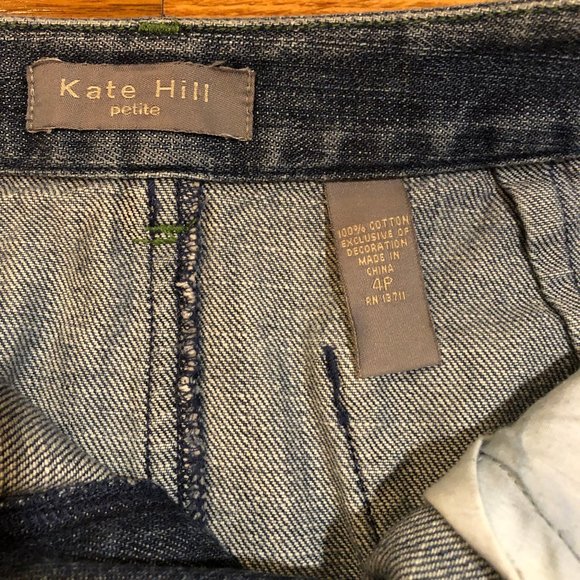 Kate Hill
petite
100% COTTON
EXCLUSIVE OF
DECORATION
MADE IN
CHINA
4P
RN 13711